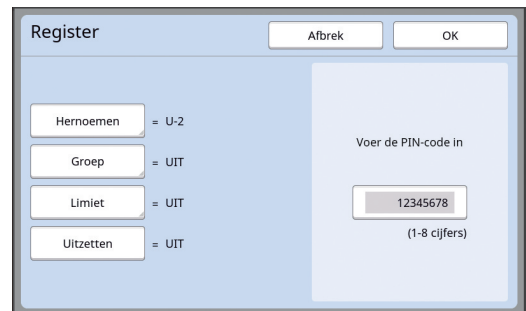 Register
Afbrek
OK
Hernoemen = U-2
Groep = UIT
Limiet = UIT
Uitzetten = UIT
Voer de PIN-code in
12345678
(1-8 cijfers)